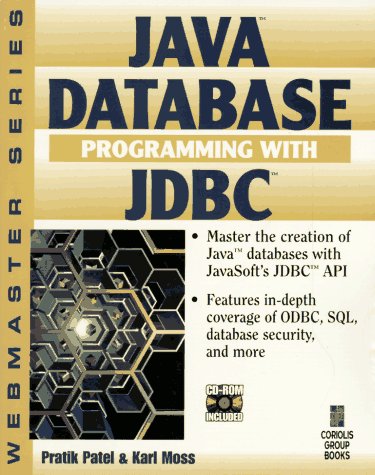 WEBMASTER SERIES
JAVA™
DATABASE
PROGRAMMING WITH
JDBC™
• Master the creation of
Java™ databases with
JavaSoft's JDBC™ API
• Features in-depth
coverage of ODBC, SQL,
database security,
and more
CD-ROM
INCLUDED
Pratik Patel & Karl Moss
CORIOLIS
GROUP
BOOKS